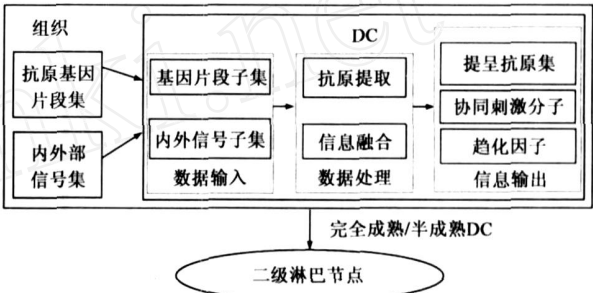 组织
DC
抗原基因
片段集
内外部
信号集
基因片段子集
内外信号子集
数据输入
抗原提取
信息融合
数据处理
提呈抗原集
协同刺激分子
趋化因子
信息输出
完全成熟/半成熟DC
二级淋巴节点
nki.net